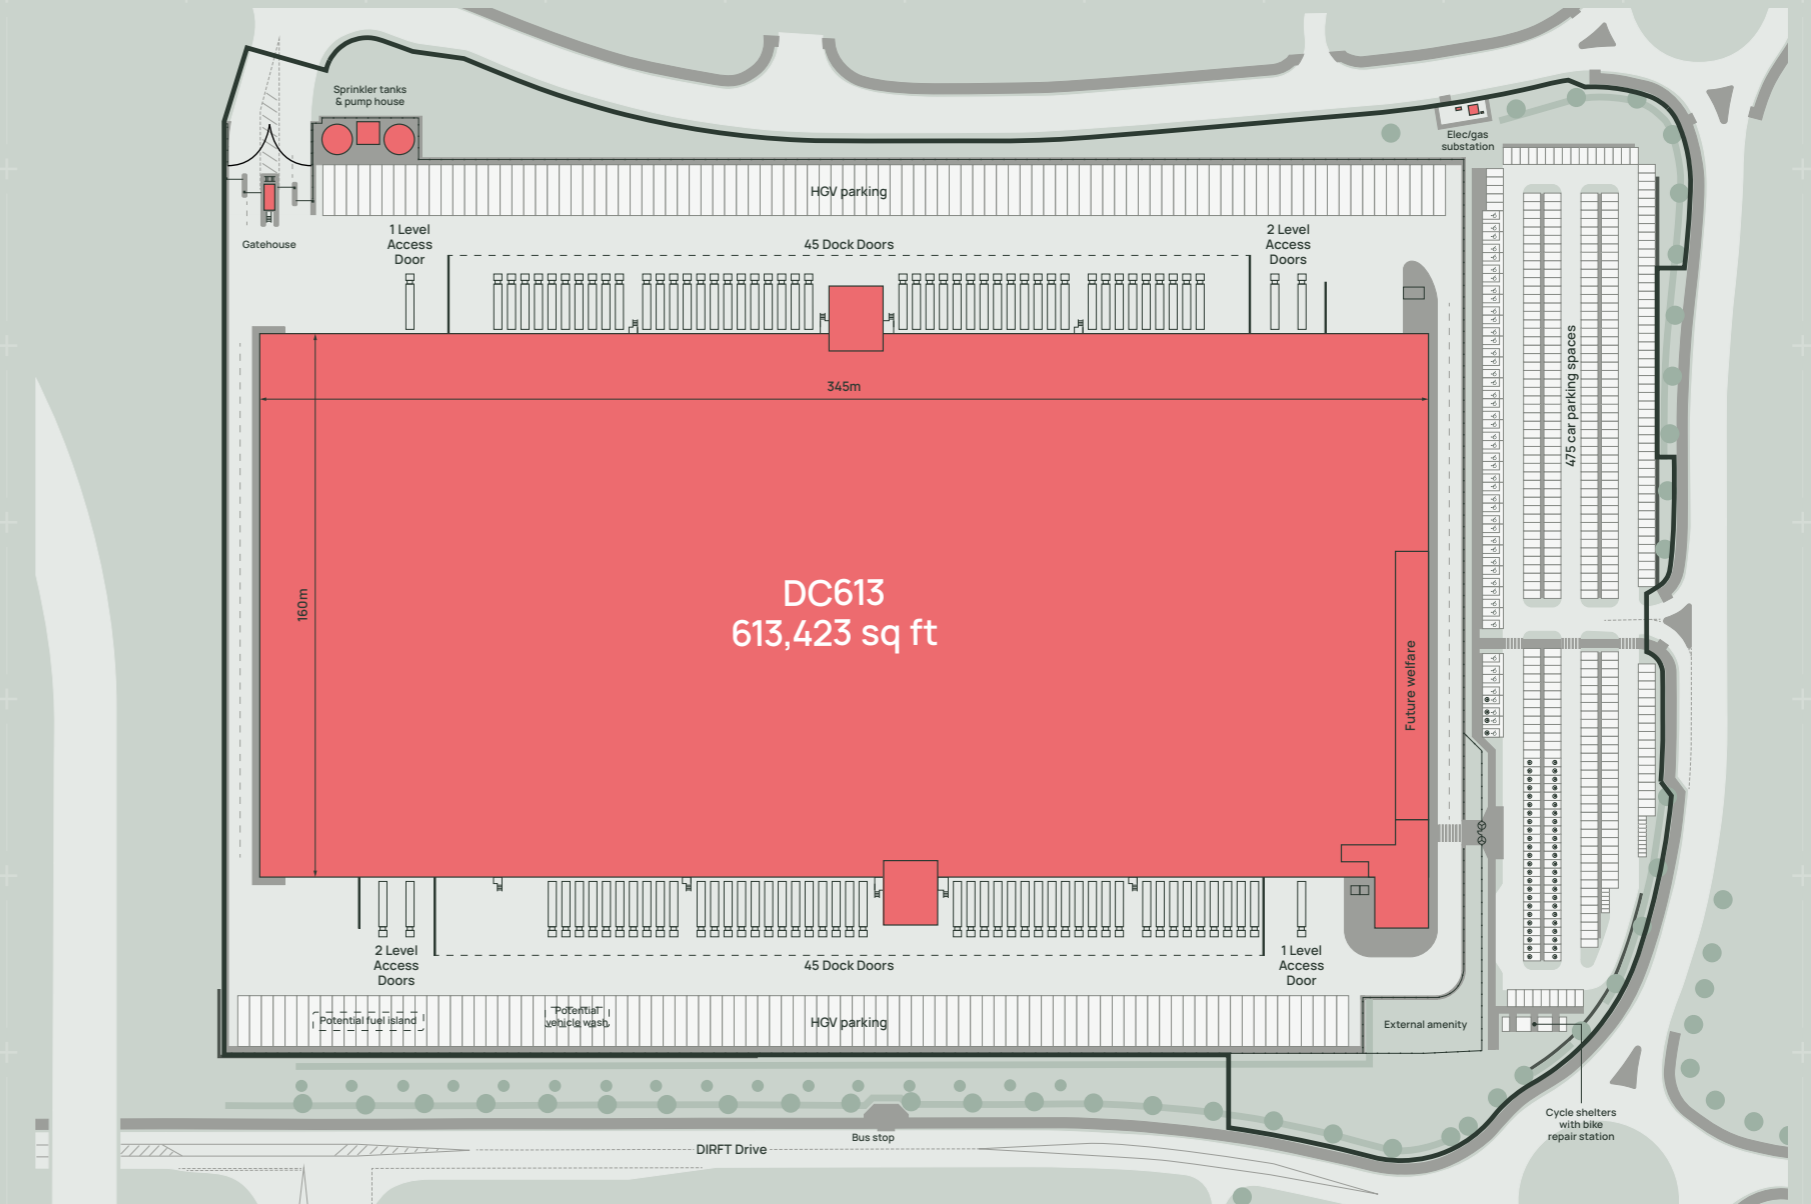 Sprinkler tanks
& pump house
Elec/gas
substation
HGV parking
Gatehouse
1 Level
Access
Door
45 Dock Doors
2 Level
Access
Doors
475 car parking spaces
345m
160m
DC613
613,423 sq ft
Future welfare
2 Level
Access
Doors
45 Dock Doors
1 Level
Access
Door
Potential fuel island
Potential
vehicle wash
HGV parking
External amenity
Cycle shelters
with bike
repair station
Bus stop
DIRFT Drive